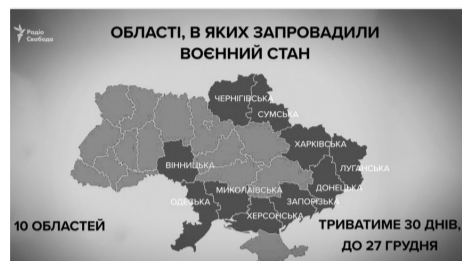 Радіо
Свобода
ОБЛАСТІ, В ЯКИХ ЗАПРОВАДИЛИ
ВОЄННИЙ СТАН
ЧЕРНІГІВСЬКА
СУМСЬКА
ХАРКІВСЬКА
ВІННИЦЬКА
ЛУГАНСЬКА
ДОНЕЦЬКА
МИКОЛАЇВСЬКА
ОДЕСЬКА
ЗАПОРІЗЬКА
ХЕРСОНСЬКА
10 ОБЛАСТЕЙ
ТРИВАТИМЕ 30 ДНІВ,
ДО 27 ГРУДНЯ